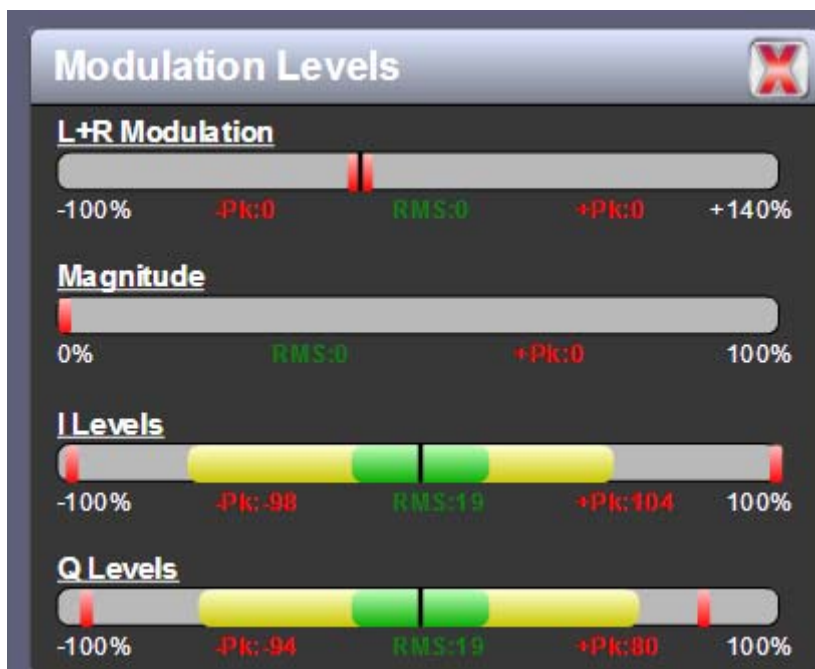 Modulation Levels
X
L+R Modulation
-100% -Pk:0 RMS:0 +Pk:0 +140%
Magnitude
0% RMS:0 +Pk:0 100%
I Levels
-100% -Pk:-98 RMS:19 +Pk:104 100%
Q Levels
-100% -Pk:-94 RMS:19 +Pk:80 100%